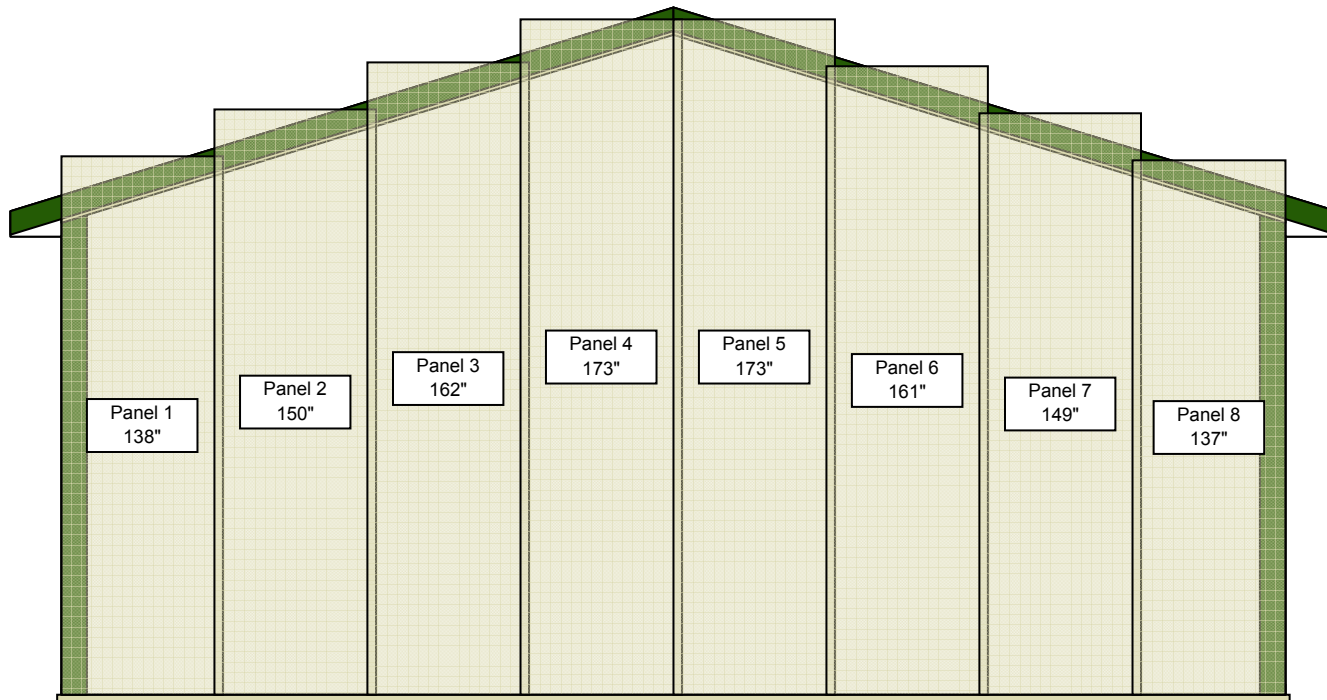 Panel 1
138"
Panel 2
150"
Panel 3
162"
Panel 4
173"
Panel 5
173"
Panel 6
161"
Panel 7
149"
Panel 8
137"